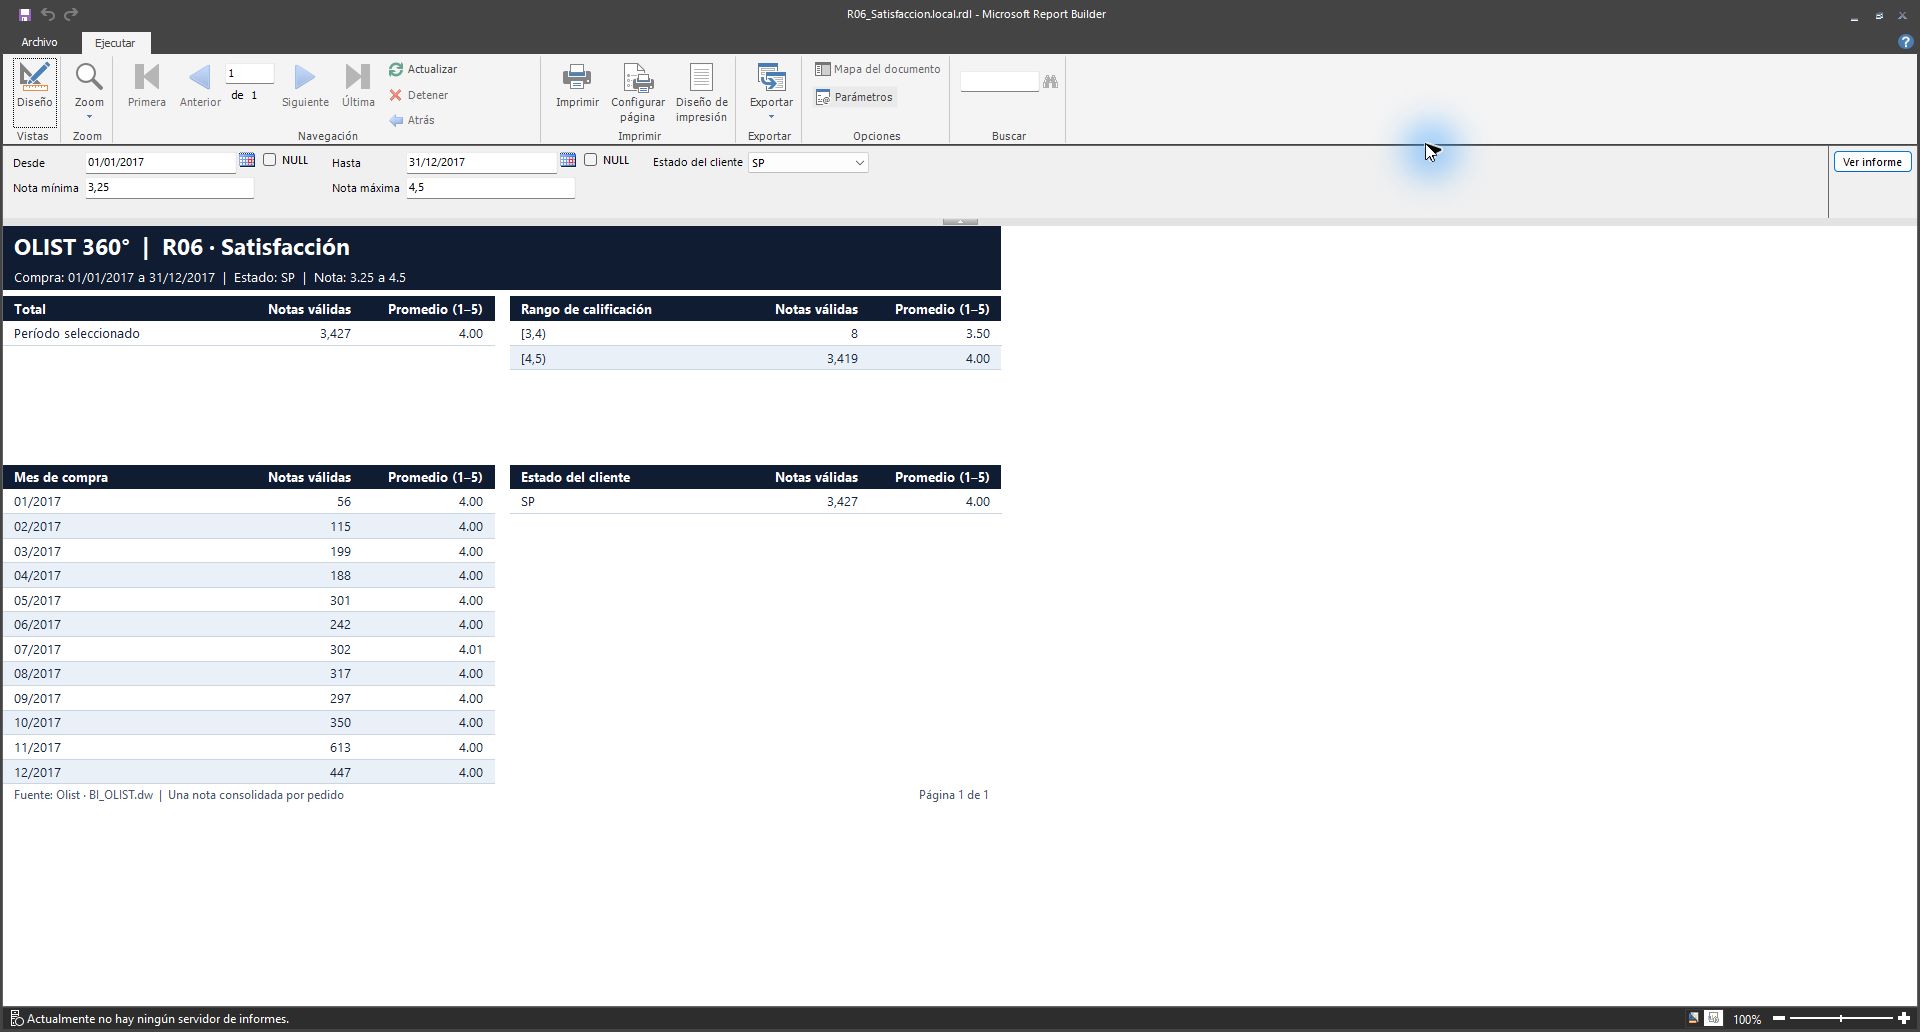 R06_Satisfaccion.local.rdl - Microsoft Report Builder
Archivo Ejecutar
Diseño
Vistas
Zoom
Zoom
Primera
Anterior
1
de 1
Siguiente
Última
Actualizar
Detener
Atrás
Navegación
Imprimir
Configurar página
Diseño de impresión
Imprimir
Exportar
Exportar
Mapa del documento
Parámetros
Opciones
Buscar
Desde 01/01/2017 NULL Hasta 31/12/2017 NULL Estado del cliente SP Ver informe
Nota mínima 3,25 Nota máxima 4,5
OLIST 360° | R06 · Satisfacción
Compra: 01/01/2017 a 31/12/2017 | Estado: SP | Nota: 3.25 a 4.5
Total Notas válidas Promedio (1–5)
Período seleccionado 3,427 4.00
Rango de calificación Notas válidas Promedio (1–5)
[3,4) 8 3.50
[4,5) 3,419 4.00
Mes de compra Notas válidas Promedio (1–5)
01/2017 56 4.00
02/2017 115 4.00
03/2017 199 4.00
04/2017 188 4.00
05/2017 301 4.00
06/2017 242 4.00
07/2017 302 4.01
08/2017 317 4.00
09/2017 297 4.00
10/2017 350 4.00
11/2017 613 4.00
12/2017 447 4.00
Estado del cliente Notas válidas Promedio (1–5)
SP 3,427 4.00
Fuente: Olist · BI_OLIST.dw | Una nota consolidada por pedido Página 1 de 1
Actualmente no hay ningún servidor de informes. 100%